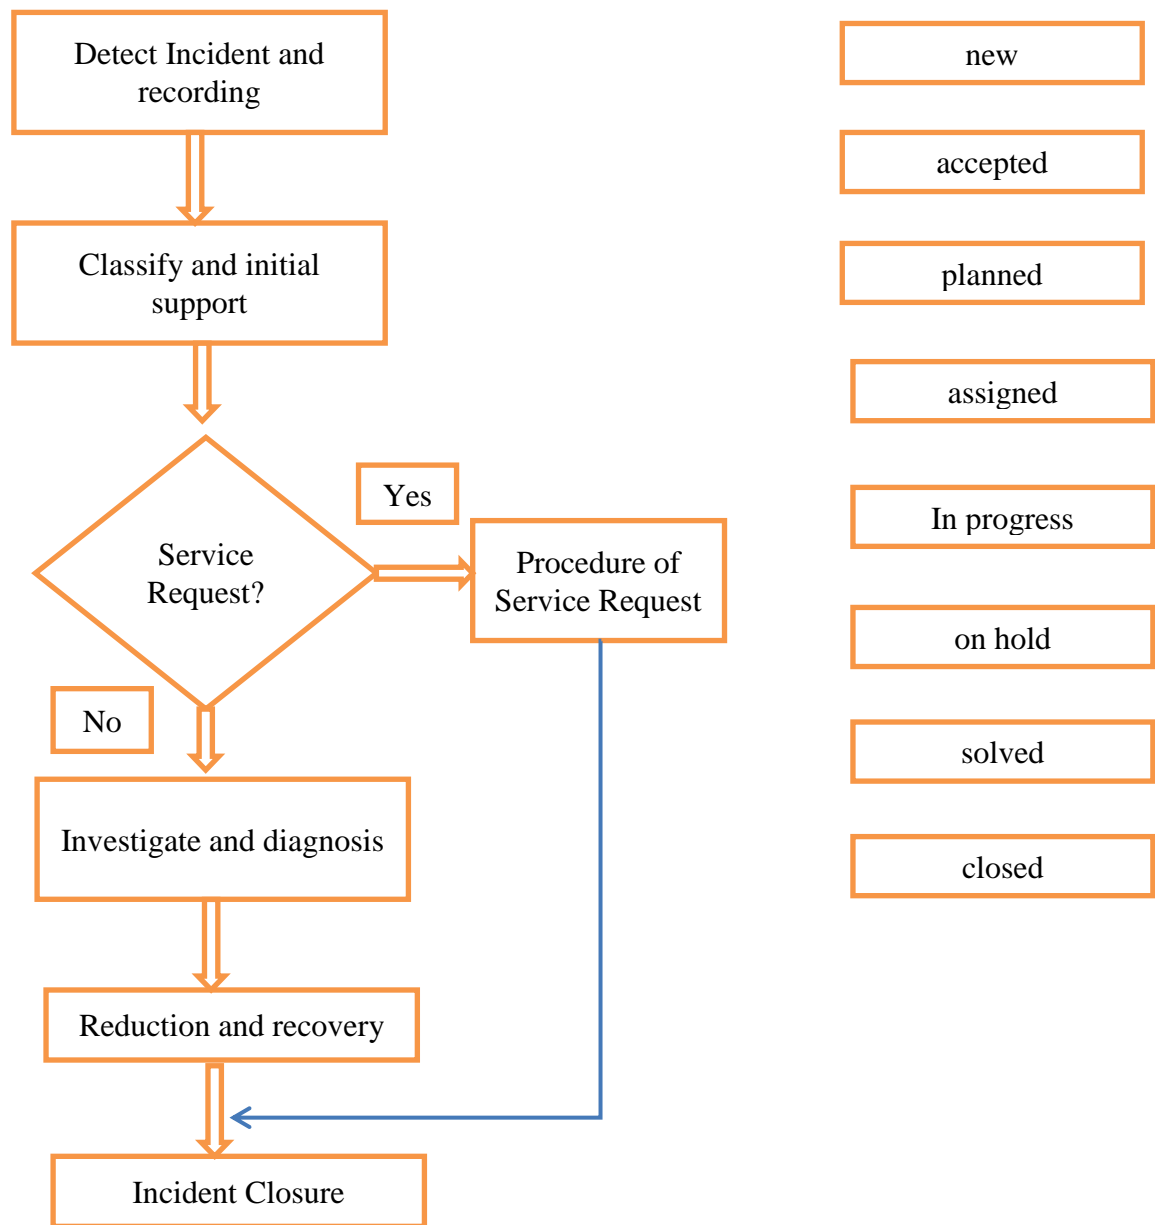 Detect Incident and
recording
Classify and initial
support
Service
Request?
Yes
Procedure of
Service Request
No
Investigate and diagnosis
Reduction and recovery
Incident Closure
new
accepted
planned
assigned
In progress
on hold
solved
closed